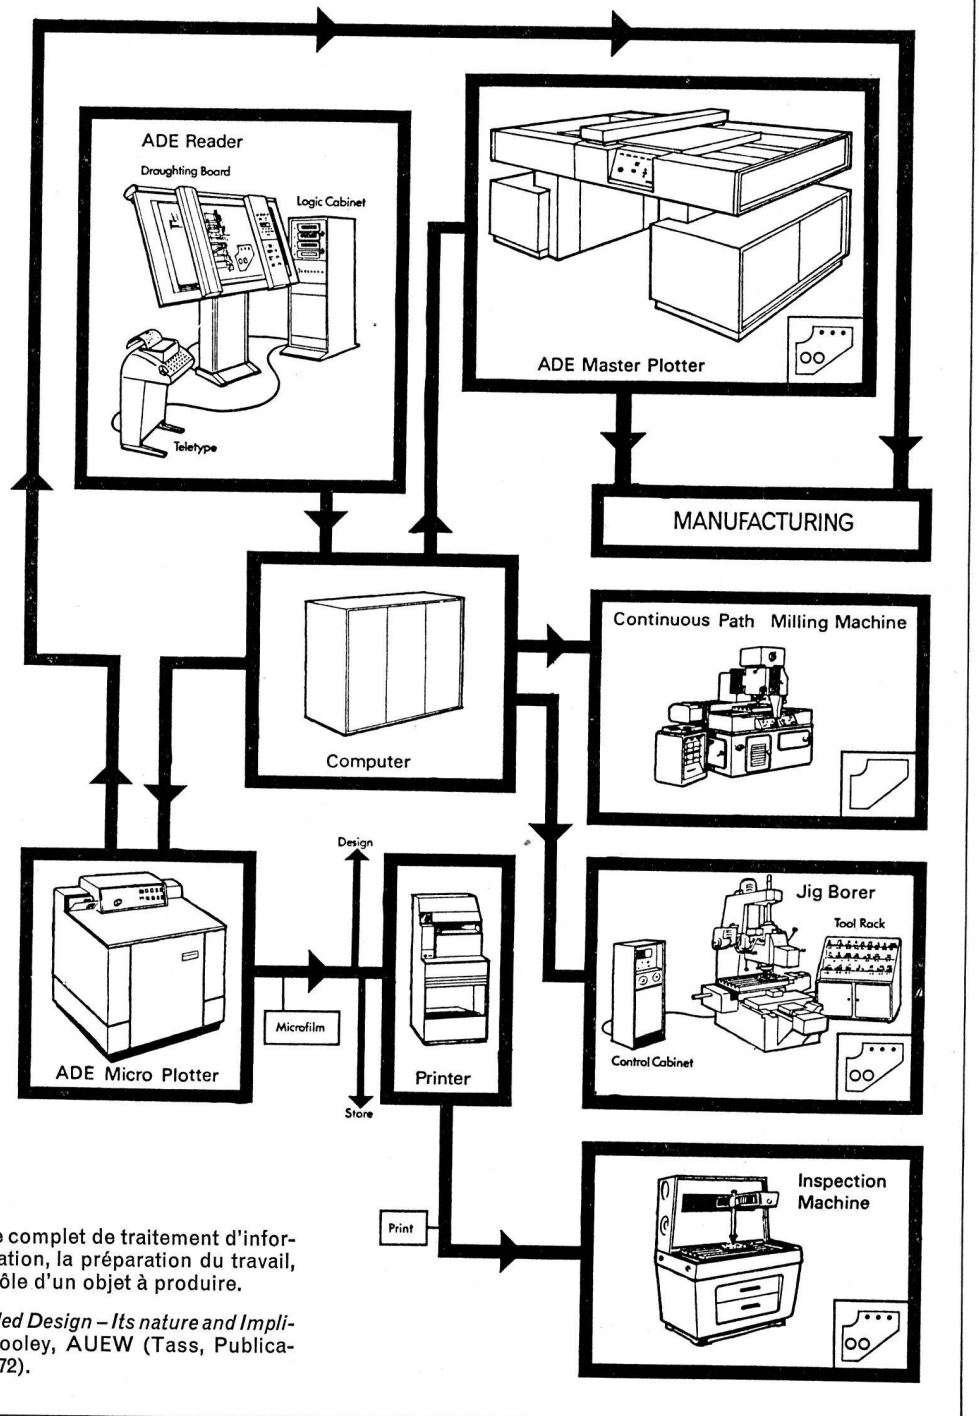 ADE Reader
Draughting Board
Logic Cabinet
Teletype
ADE Master Plotter
MANUFACTURING
Continuous Path Milling Machine
Computer
Design
Jig Borer
Tool Rack
Control Cabinet
Microfilm
ADE Micro Plotter
Printer
Store
Inspection
Machine
Print
complet de traitement d'infor-
ation, la préparation du travail,
ôle d'un objet à produire.
ded Design – Its nature and Impli-
ooley, AUEW (Tass, Publica-
72).